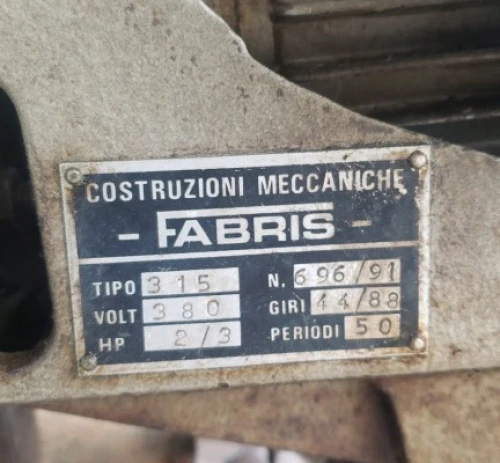 COSTRUZIONI MECCANICHE
- FABRIS -
TIPO 315 N. 696/91
VOLT 380 GIRI 44/88
HP 2/3 PERIODI 50